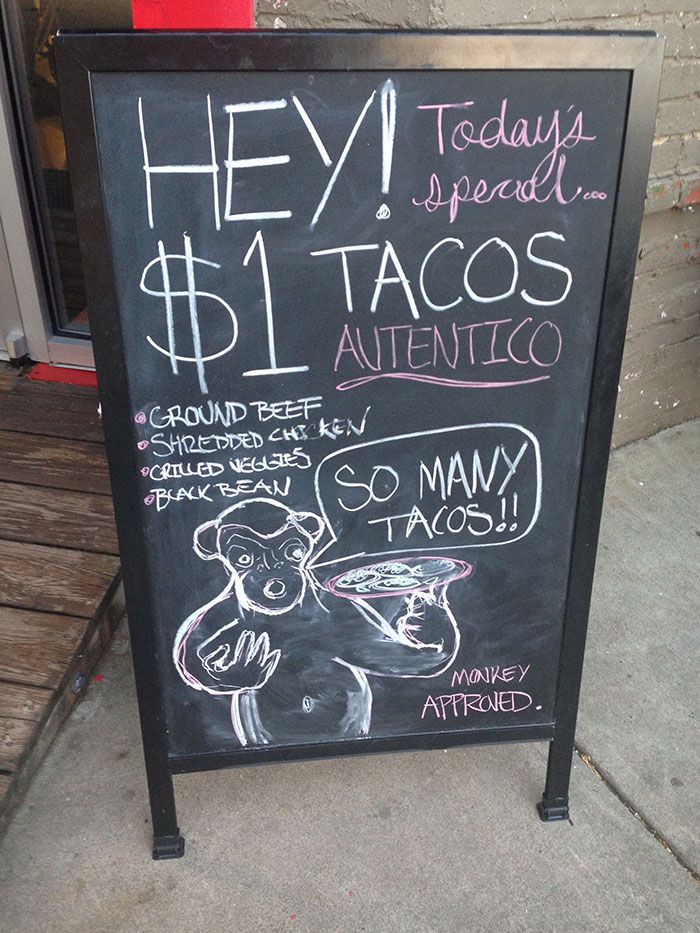 HEY!
Today's
special...
$1 TACOS
AUTENTICO
GROUND BEEF
SHREDDED CHICKEN
GRILLED VEGGIES
BLACK BEAN
SO MANY
TACOS!!
MONKEY
APPROVED.